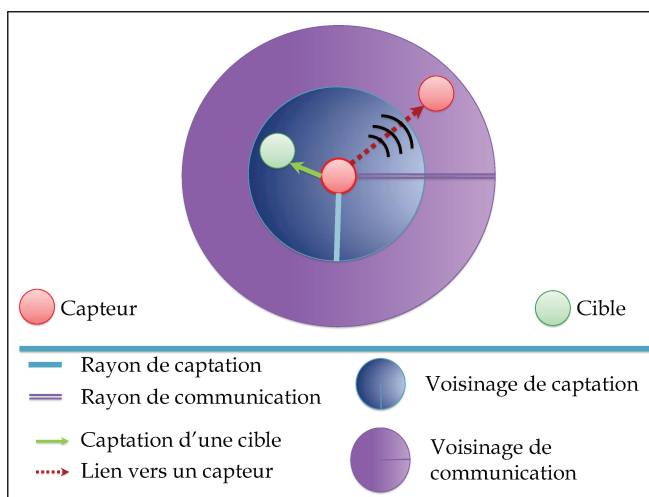 Capteur
Cible
Rayon de captation
Rayon de communication
Voisinage de captation
Captation d'une cible
Lien vers un capteur
Voisinage de
communication